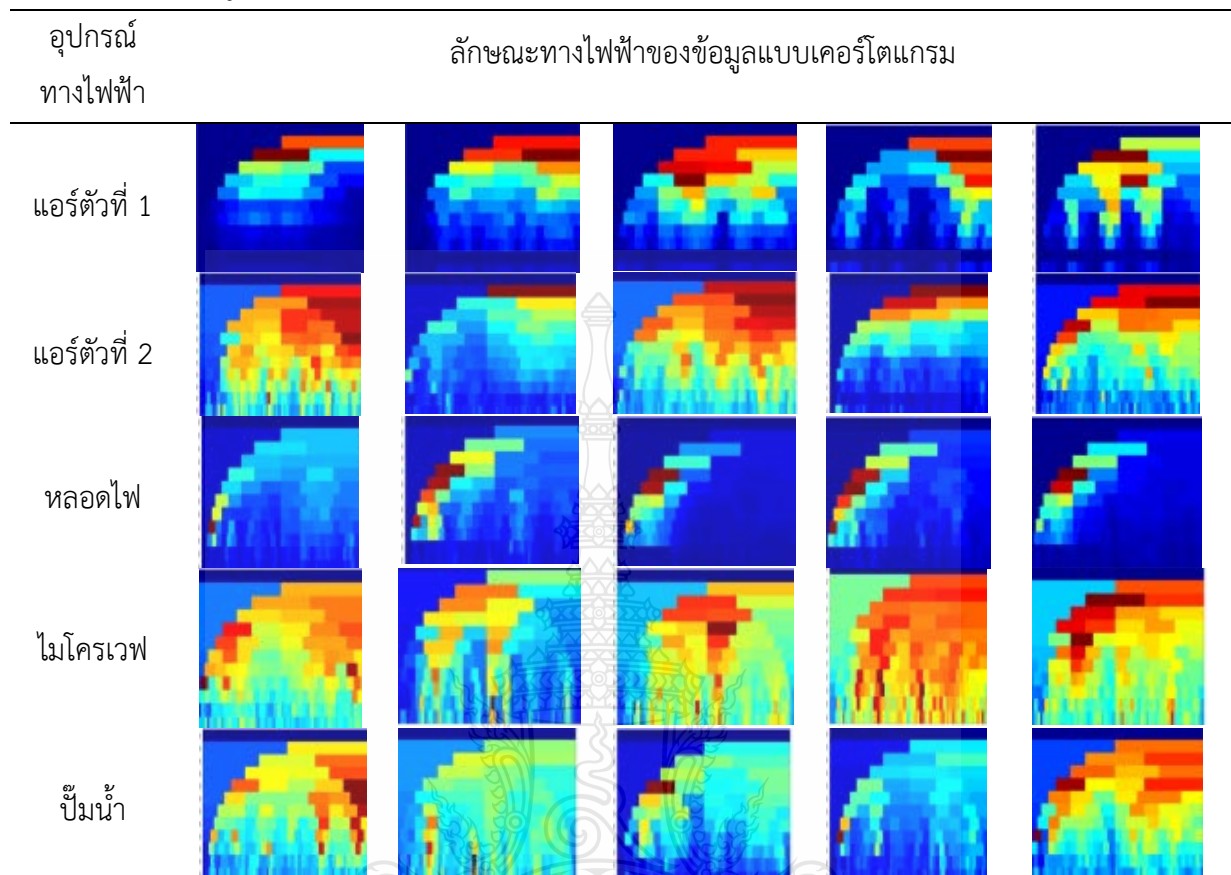 อุปกรณ์
ทางไฟฟ้า
ลักษณะทางไฟฟ้าของข้อมูลแบบเคอร์โตแกรม
แอร์ตัวที่ 1
แอร์ตัวที่ 2
หลอดไฟ
ไมโครเวฟ
ปั๊มน้ำ